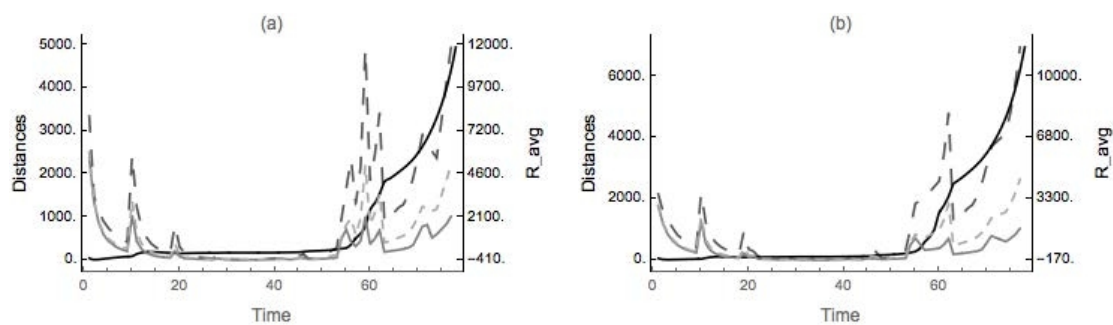 (a)
5000.
4000.
3000.
2000.
1000.
0.
Distances
12000.
9700.
7200.
4600.
2100.
-410.
R_avg
0 20 40 60
Time
(b)
6000.
4000.
2000.
0.
Distances
10000.
6800.
3300.
-170.
R_avg
0 20 40 60
Time